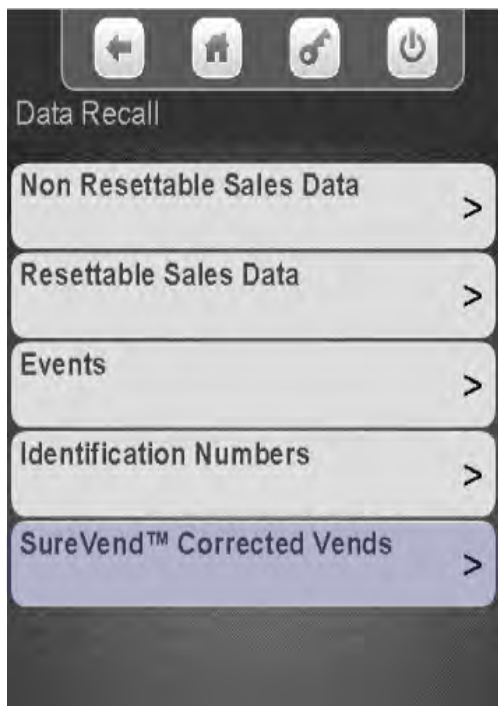 Data Recall
Non Resettable Sales Data
>
Resettable Sales Data
>
Events
>
Identification Numbers
>
SureVend™ Corrected Vends
>